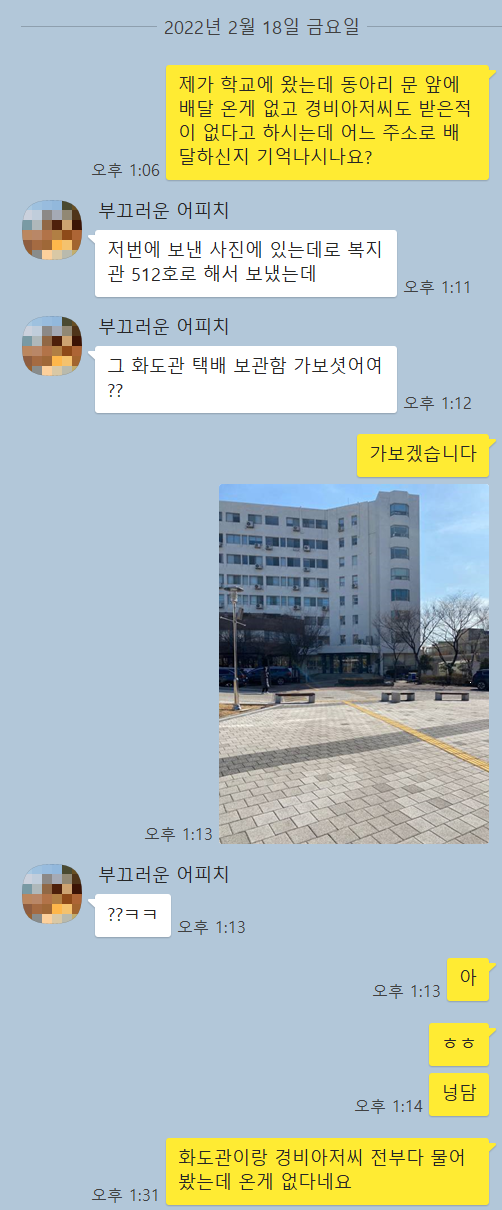 2022년 2월 18일 금요일
제가 학교에 왔는데 동아리 문 앞에
배달 온게 없고 경비아저씨도 받은적
이 없다고 하시는데 어느 주소로 배
달하신지 기억나시나요?
오후 1:06
부끄러운 어피치
저번에 보낸 사진에 있는데로 복지
관 512호로 해서 보냈는데
오후 1:11
부끄러운 어피치
그 화도관 택배 보관함 가보셧어여
??
오후 1:12
가보겠습니다
오후 1:13
부끄러운 어피치
??ㅋㅋ
오후 1:13
아
오후 1:13
ㅎㅎ
넝담
오후 1:14
화도관이랑 경비아저씨 전부다 물어
봤는데 온게 없다네요
오후 1:31